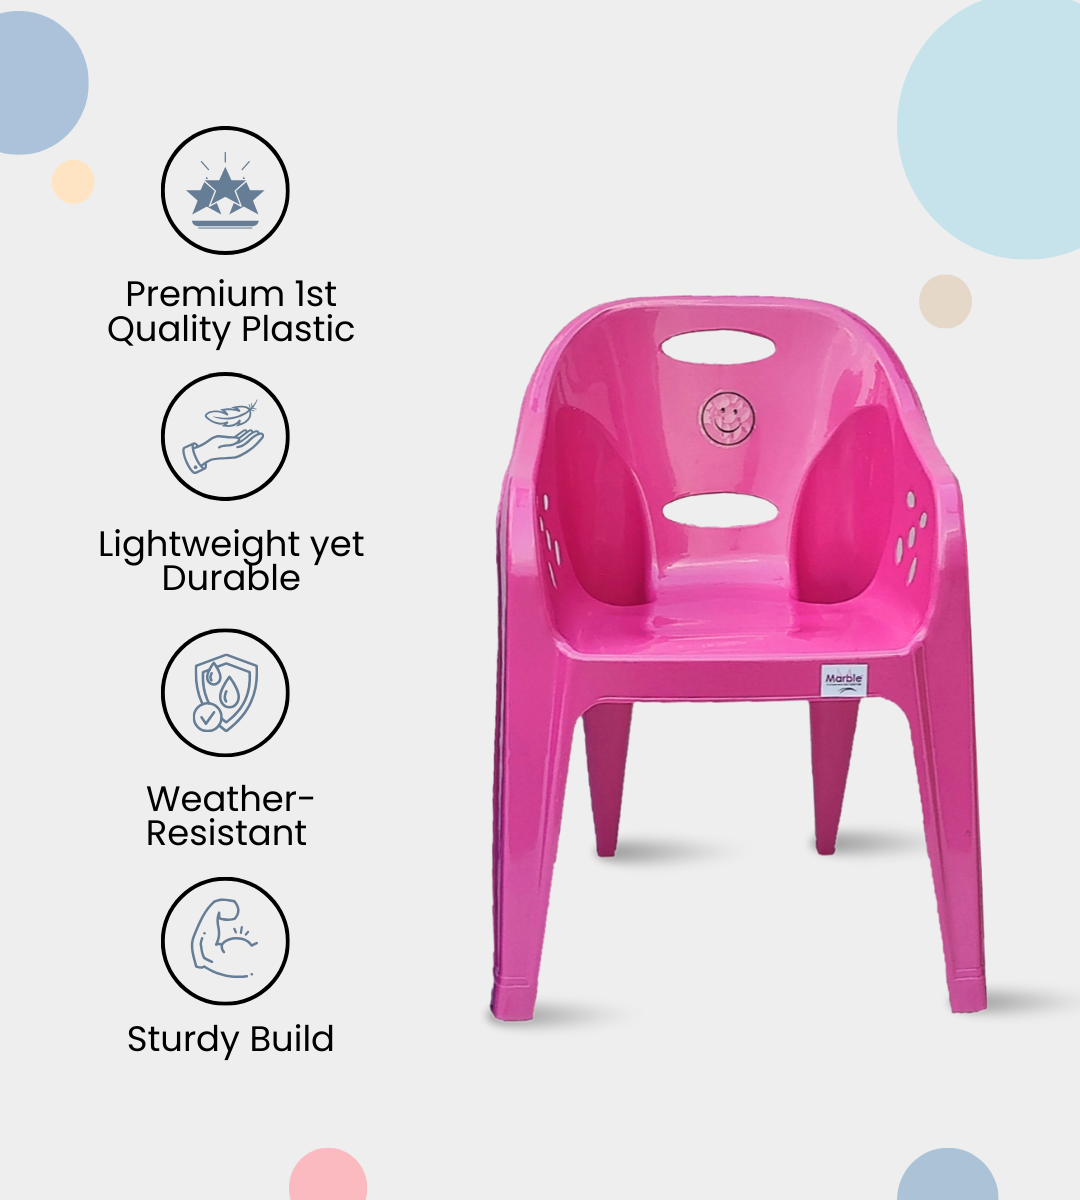 Premium 1st
Quality Plastic
Lightweight yet
Durable
Weather-
Resistant
Sturdy Build
Marble